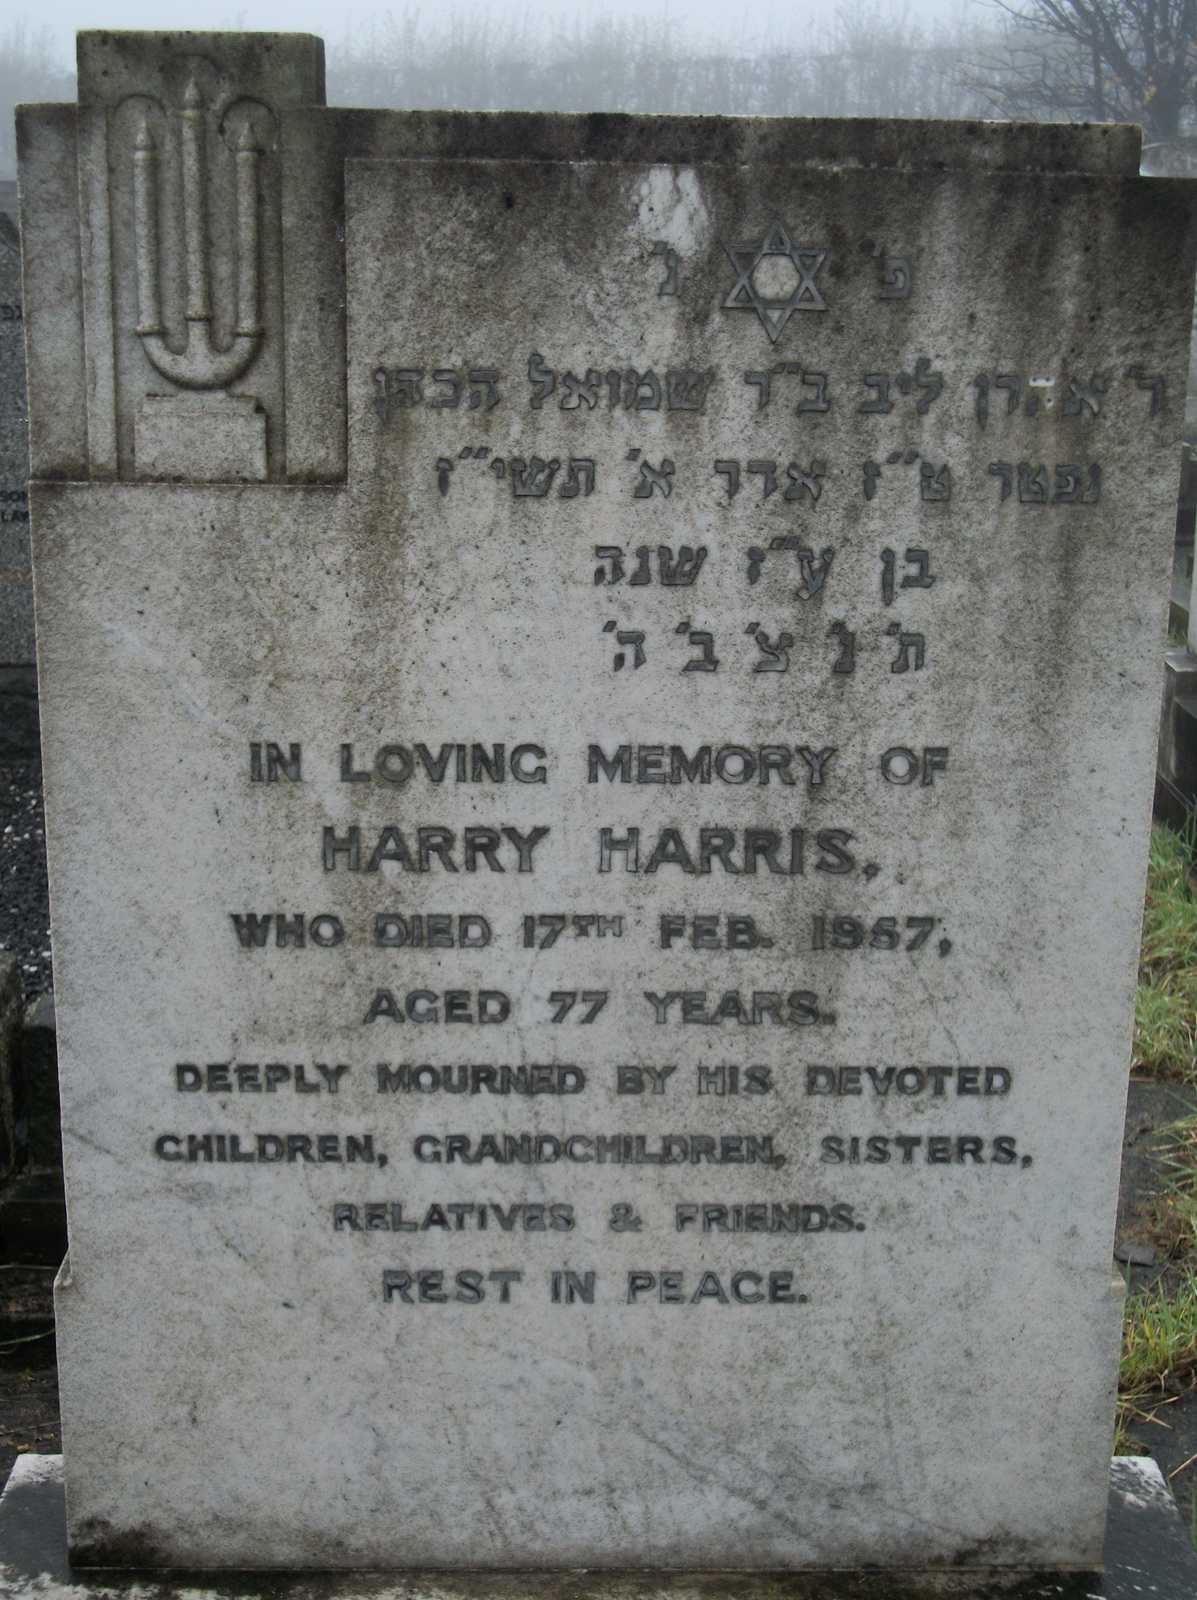 פ' נ'
ר' אהרן ליב ב"ר שמואל הכהן
נפטר ט"ז אדר א' תשי"ז
בן ע"ז שנה
ת' נ' צ' ב' ה'
IN LOVING MEMORY OF
HARRY HARRIS,
WHO DIED 17TH FEB. 1957,
AGED 77 YEARS.
DEEPLY MOURNED BY HIS DEVOTED
CHILDREN, GRANDCHILDREN, SISTERS,
RELATIVES & FRIENDS.
REST IN PEACE.